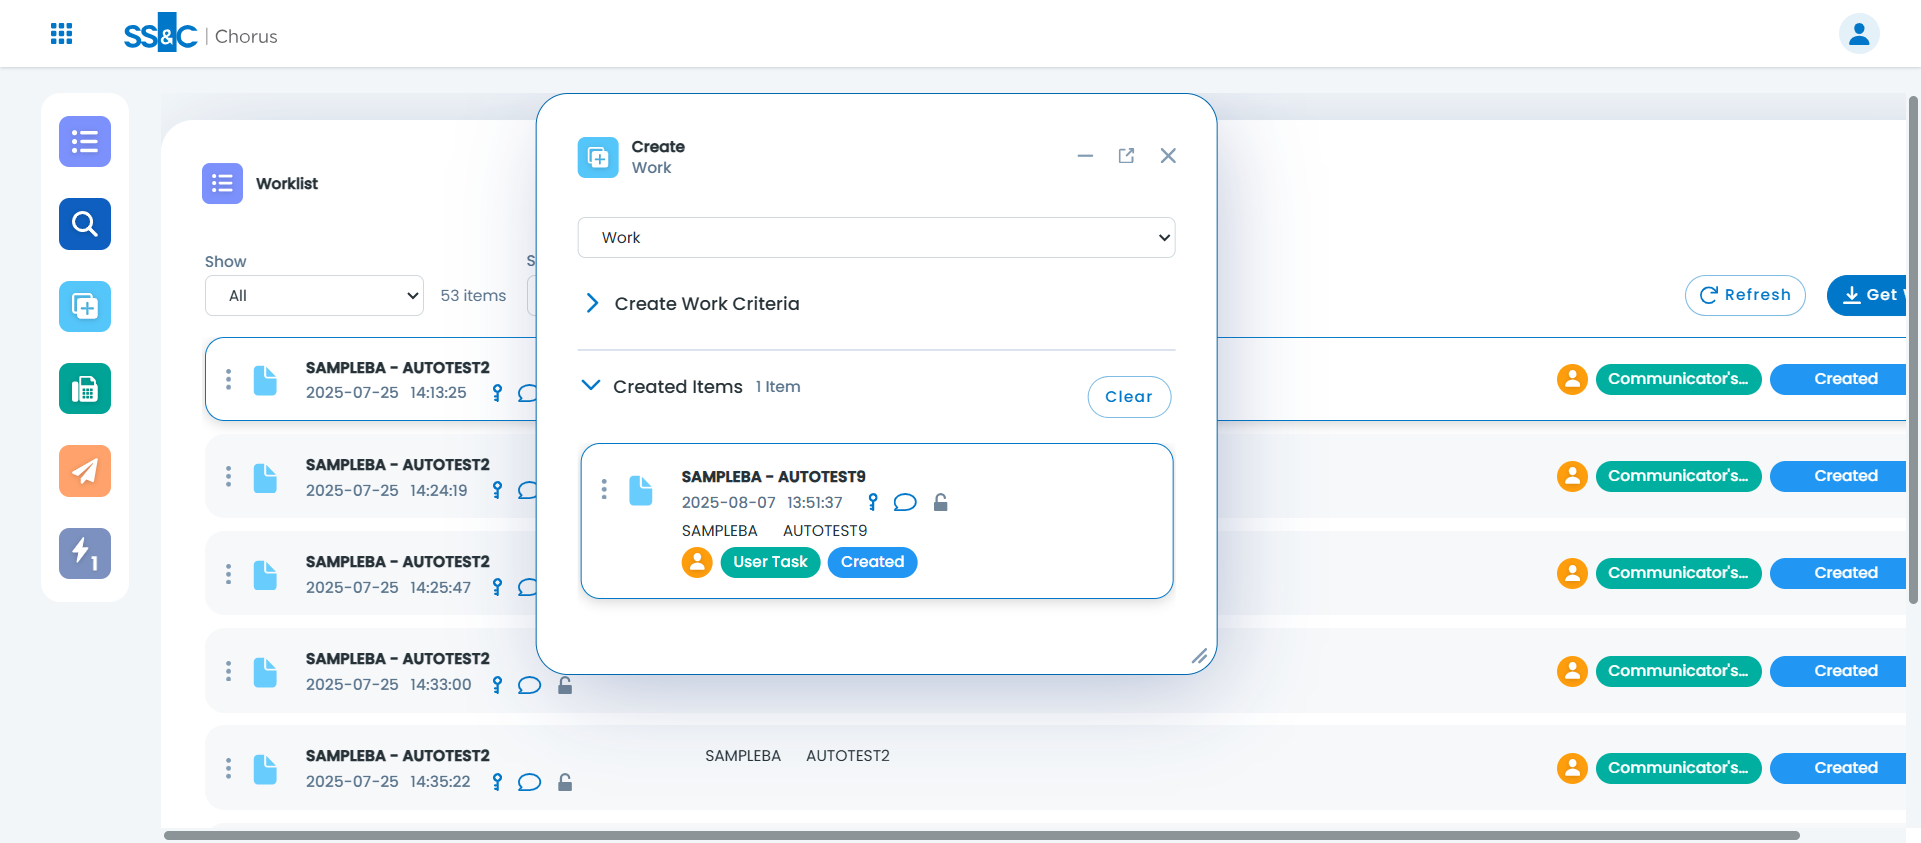 SS&C | Chorus
Worklist
Show
All
53 items
S
Refresh
Get
Create
Work
Work
Create Work Criteria
Created Items 1 Item
Clear
SAMPLEBA - AUTOTEST9
2025-08-07 13:51:37
SAMPLEBA AUTOTEST9
User Task Created
SAMPLEBA - AUTOTEST2
2025-07-25 14:13:25
Communicator's... Created
SAMPLEBA - AUTOTEST2
2025-07-25 14:24:19
Communicator's... Created
SAMPLEBA - AUTOTEST2
2025-07-25 14:25:47
Communicator's... Created
SAMPLEBA - AUTOTEST2
2025-07-25 14:33:00
Communicator's... Created
SAMPLEBA - AUTOTEST2
2025-07-25 14:35:22
SAMPLEBA AUTOTEST2
Communicator's... Created
1